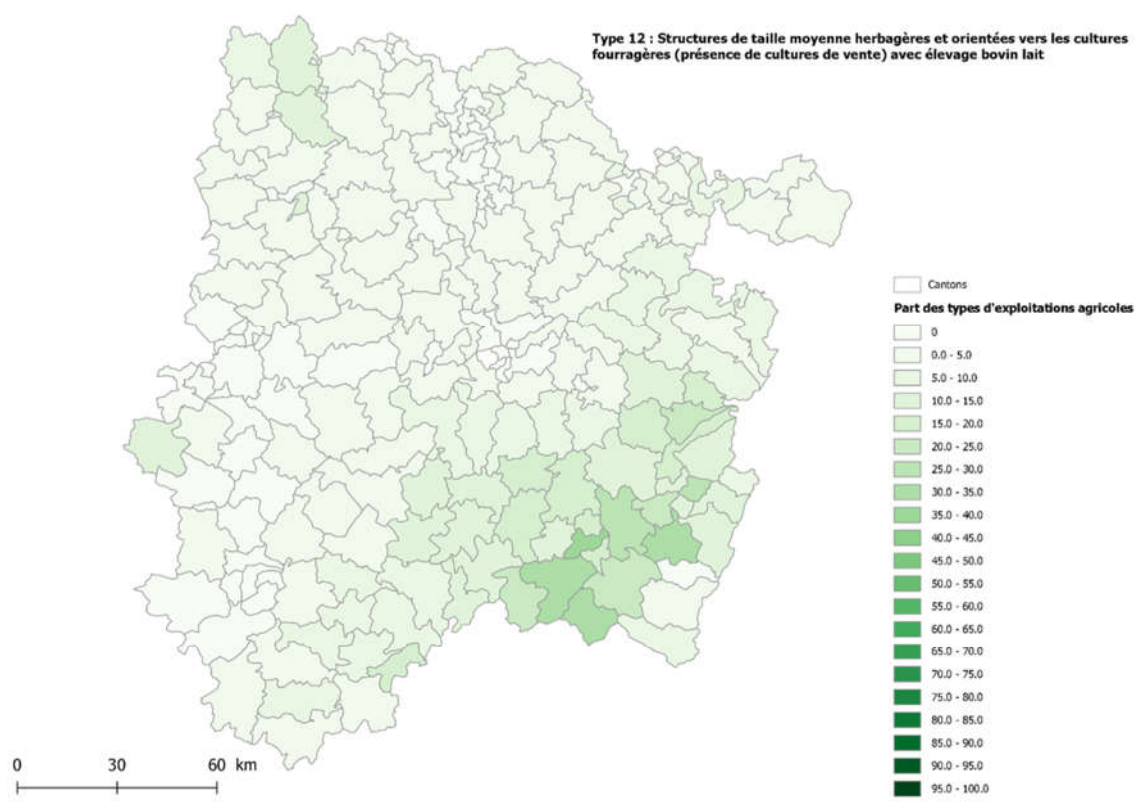 Type 12 : Structures de taille moyenne herbagères et orientées vers les cultures
fourragères (présence de cultures de vente) avec élevage bovin lait
Cantons
Part des types d'exploitations agricoles
0
0.0 - 5.0
5.0 - 10.0
10.0 - 15.0
15.0 - 20.0
20.0 - 25.0
25.0 - 30.0
30.0 - 35.0
35.0 - 40.0
40.0 - 45.0
45.0 - 50.0
50.0 - 55.0
55.0 - 60.0
60.0 - 65.0
65.0 - 70.0
70.0 - 75.0
75.0 - 80.0
80.0 - 85.0
85.0 - 90.0
90.0 - 95.0
95.0 - 100.0
0 30 60 km